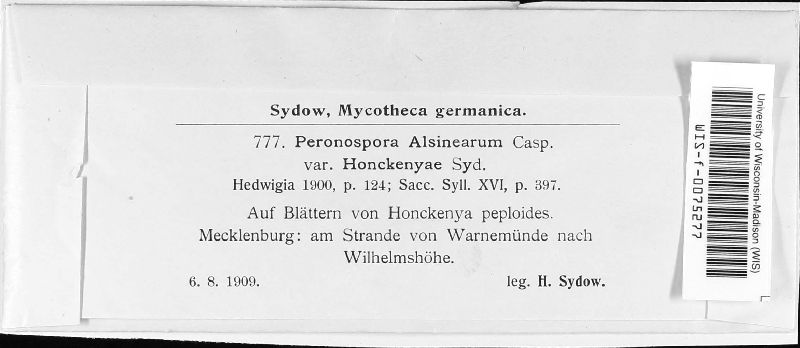 Sydow, Mycotheca germanica.
777. Peronospora Alsinearum Casp.
var. Honckenyae Syd.
Hedwigia 1900, p. 124; Sacc. Syll. XVI, p. 397.
Auf Blättern von Honckenya peploides.
Mecklenburg: am Strande von Warnemünde nach
Wilhelmshöhe.
6. 8. 1909. leg. H. Sydow.
University of Wisconsin-Madison (WIS)
WIS-f-0075277